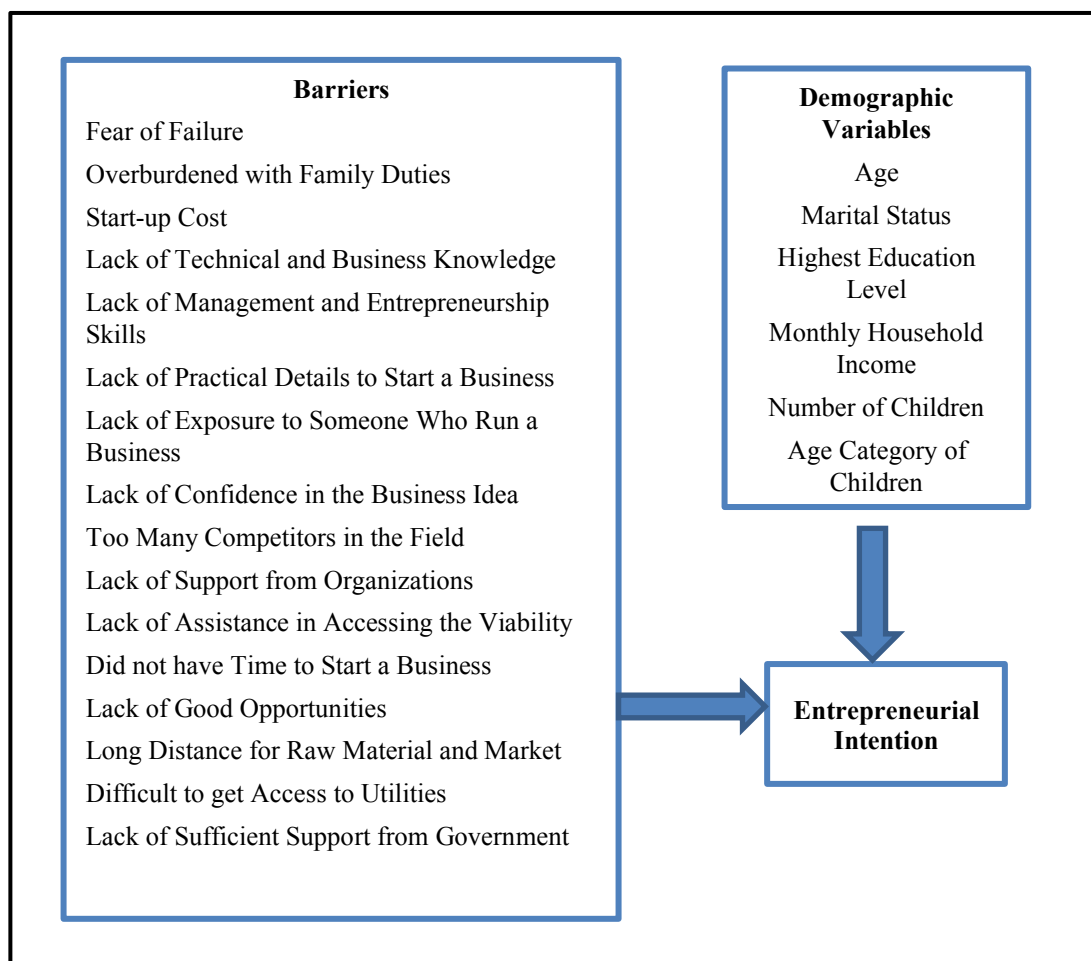 Barriers
Fear of Failure
Overburdened with Family Duties
Start-up Cost
Lack of Technical and Business Knowledge
Lack of Management and Entrepreneurship
Skills
Lack of Practical Details to Start a Business
Lack of Exposure to Someone Who Run a
Business
Lack of Confidence in the Business Idea
Too Many Competitors in the Field
Lack of Support from Organizations
Lack of Assistance in Accessing the Viability
Did not have Time to Start a Business
Lack of Good Opportunities
Long Distance for Raw Material and Market
Difficult to get Access to Utilities
Lack of Sufficient Support from Government
Demographic
Variables
Age
Marital Status
Highest Education
Level
Monthly Household
Income
Number of Children
Age Category of
Children
Entrepreneurial
Intention